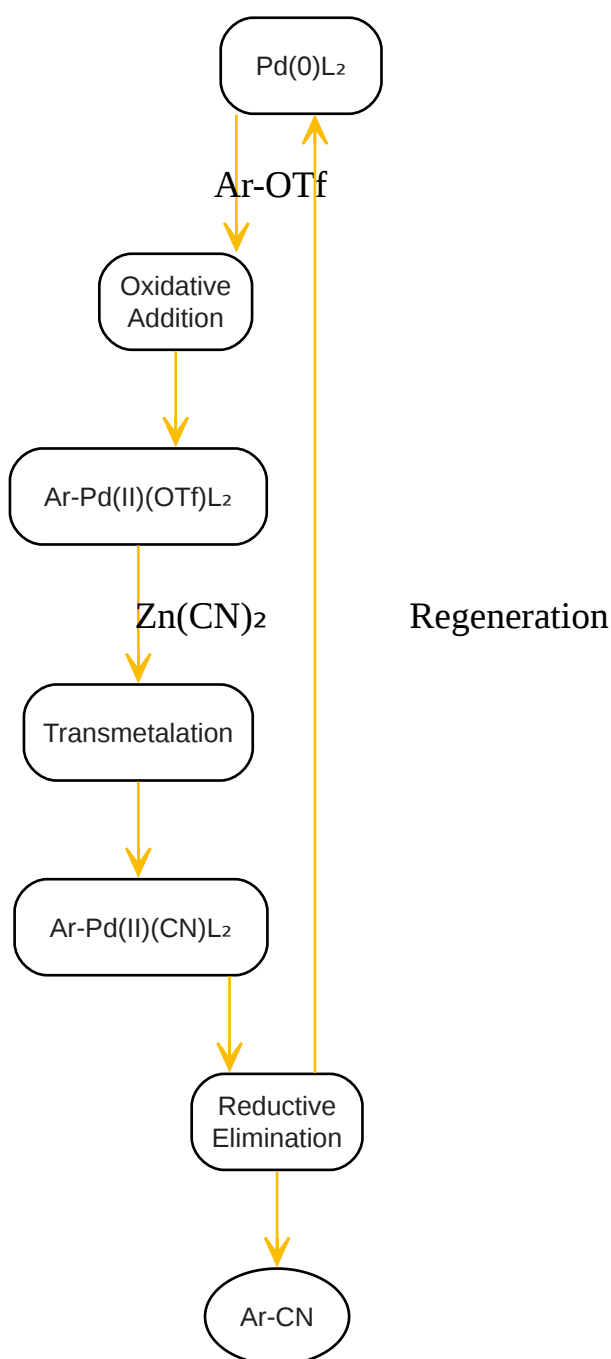 Pd(0)L₂
Ar-OTf
Oxidative
Addition
Ar-Pd(II)(OTf)L₂
Zn(CN)₂
Regeneration
Transmetalation
Ar-Pd(II)(CN)L₂
Reductive
Elimination
Ar-CN